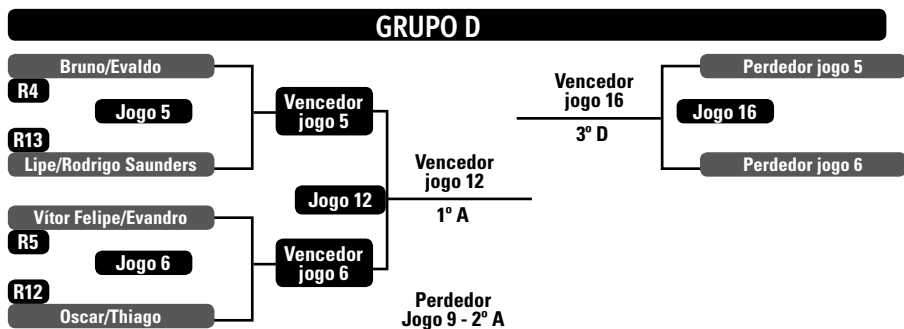 GRUPO D
Bruno/Evaldo
R4
Jogo 5
R13
Lipe/Rodrigo Saunders
Vítor Felipe/Evandro
R5
Jogo 6
R12
Oscar/Thiago
Vencedor
jogo 5
Jogo 12
Vencedor
jogo 6
Vencedor
jogo 12
1º A
Perdedor
Jogo 9 - 2º A
Vencedor
jogo 16
3º D
Perdedor jogo 5
Jogo 16
Perdedor jogo 6